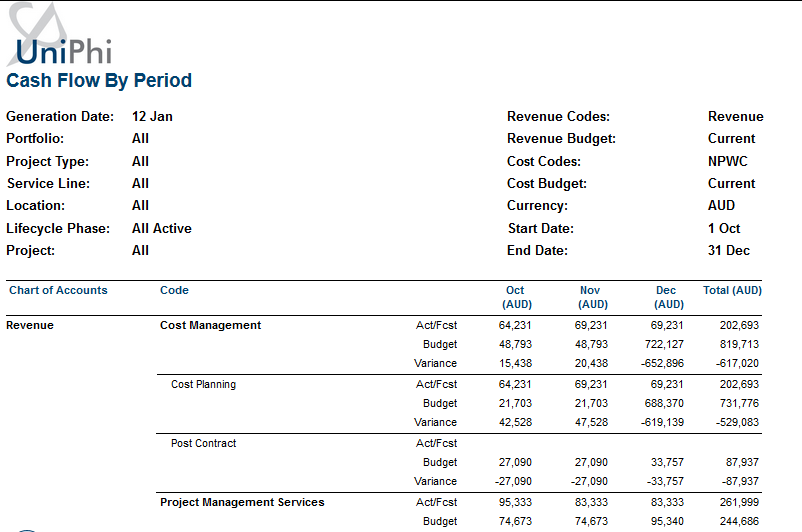 UniPhi
Cash Flow By Period
Generation Date: 12 Jan Revenue Codes: Revenue
Portfolio: All Revenue Budget: Current
Project Type: All Cost Codes: NPWC
Service Line: All Cost Budget: Current
Location: All Currency: AUD
Lifecycle Phase: All Active Start Date: 1 Oct
Project: All End Date: 31 Dec
Chart of Accounts Code Oct Nov Dec Total (AUD)
(AUD) (AUD) (AUD)
Revenue Cost Management Act/Fcst 64,231 69,231 69,231 202,693
Budget 48,793 48,793 722,127 819,713
Variance 15,438 20,438 -652,896 -617,020
Cost Planning Act/Fcst 64,231 69,231 69,231 202,693
Budget 21,703 21,703 688,370 731,776
Variance 42,528 47,528 -619,139 -529,083
Post Contract Act/Fcst
Budget 27,090 27,090 33,757 87,937
Variance -27,090 -27,090 -33,757 -87,937
Project Management Services Act/Fcst 95,333 83,333 83,333 261,999
Budget 74,673 74,673 95,340 244,686